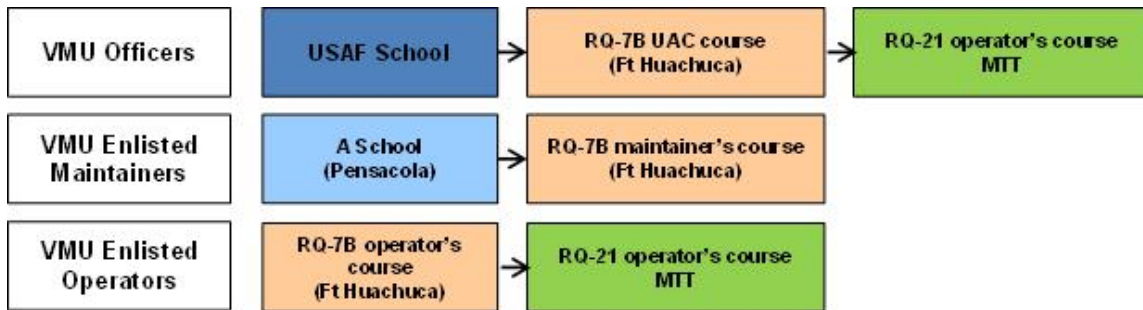 VMU Officers
USAF School
RQ-7B UAC course
(Ft Huachuca)
RQ-21 operator's course
MTT
VMU Enlisted
Maintainers
A School
(Pensacola)
RQ-7B maintainer's course
(Ft Huachuca)
VMU Enlisted
Operators
RQ-7B operator's
course
(Ft Huachuca)
RQ-21 operator's course
MTT